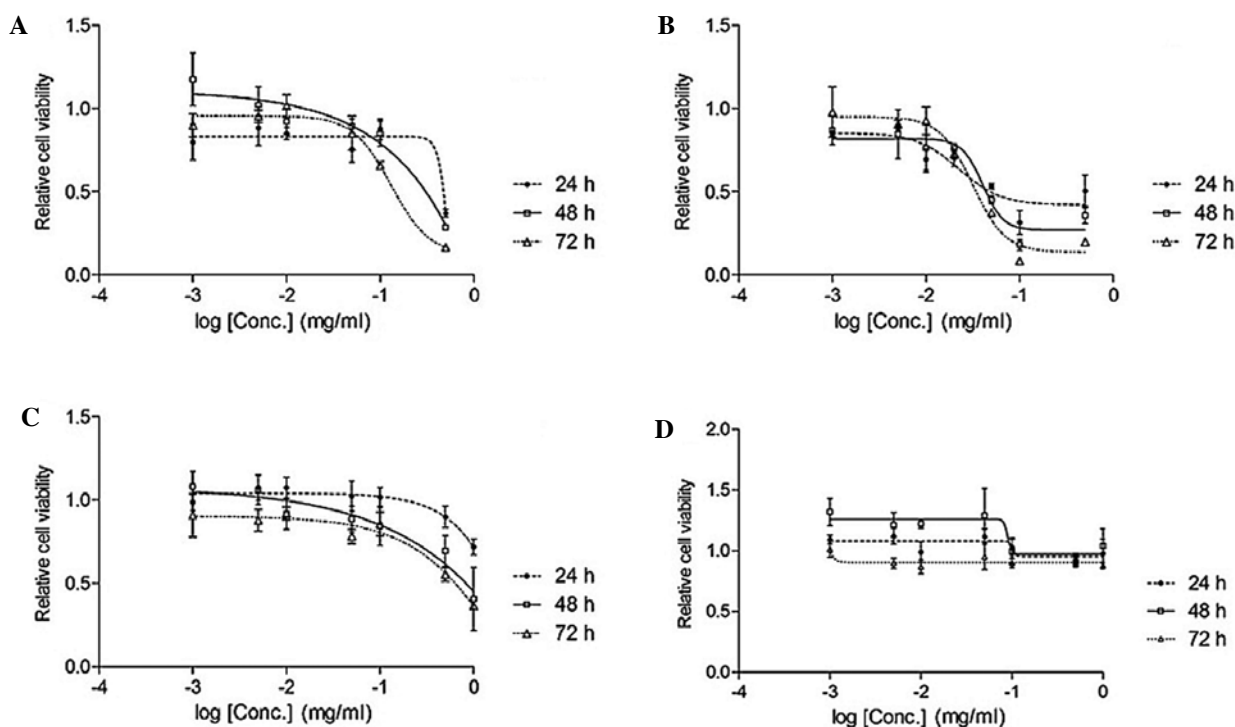 A
1.5
1.0
0.5
0.0
Relative cell viability
-4
-3
-2
-1
0
log [Conc.] (mg/ml)
24 h
48 h
72 h
B
1.5
1.0
0.5
0.0
Relative cell viability
-4
-3
-2
-1
0
log [Conc.] (mg/ml)
24 h
48 h
72 h
C
1.5
1.0
0.5
0.0
Relative cell viability
-4
-3
-2
-1
0
log [Conc.] (mg/ml)
24 h
48 h
72 h
D
2.0
1.5
1.0
0.5
0.0
Relative cell viability
-4
-3
-2
-1
0
log [Conc.] (mg/ml)
24 h
48 h
72 h